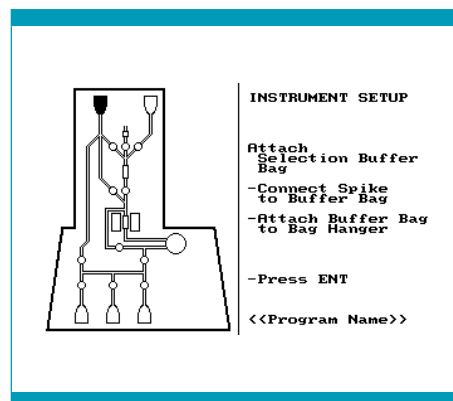 INSTRUMENT SETUP
Attach
Selection Buffer
Bag
-Connect Spike
to Buffer Bag
-Attach Buffer Bag
to Bag Hanger
-Press ENT
<<Program Name>>